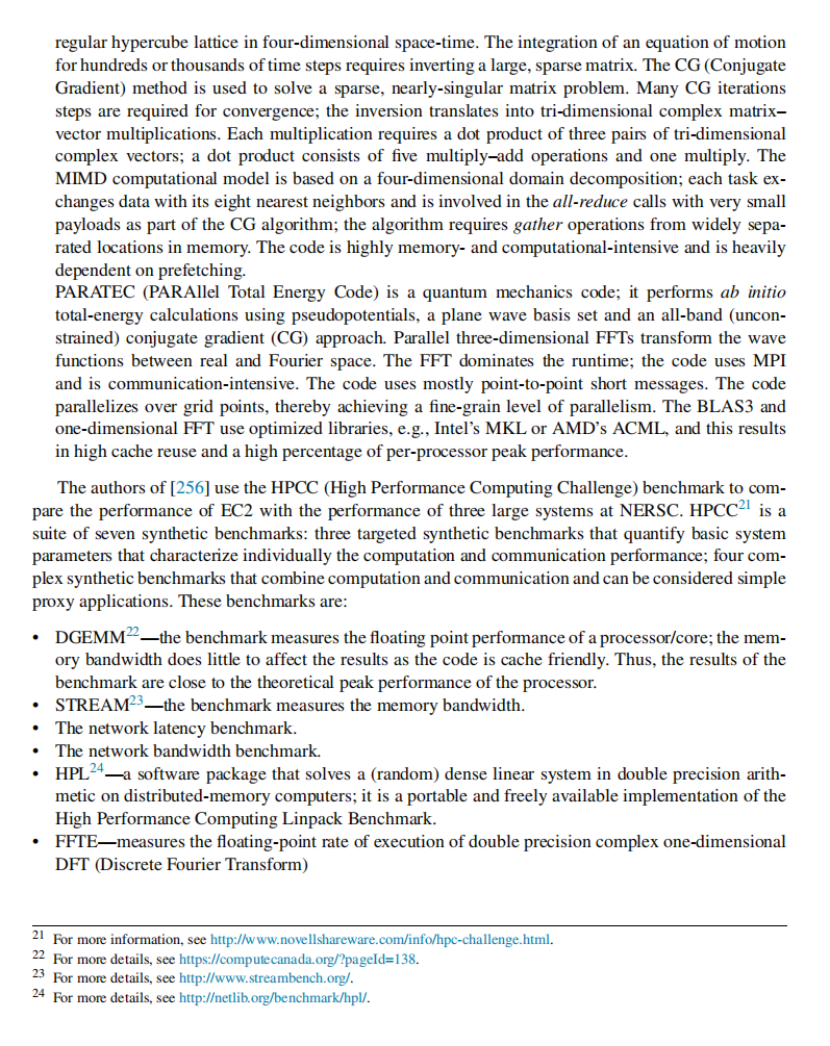 regular hypercube lattice in four-dimensional space-time. The integration of an equation of motion
for hundreds or thousands of time steps requires inverting a large, sparse matrix. The CG (Conjugate
Gradient) method is used to solve a sparse, nearly-singular matrix problem. Many CG iterations
steps are required for convergence; the inversion translates into tri-dimensional complex matrix–
vector multiplications. Each multiplication requires a dot product of three pairs of tri-dimensional
complex vectors; a dot product consists of five multiply–add operations and one multiply. The
MIMD computational model is based on a four-dimensional domain decomposition; each task ex-
changes data with its eight nearest neighbors and is involved in the all-reduce calls with very small
payloads as part of the CG algorithm; the algorithm requires gather operations from widely sepa-
rated locations in memory. The code is highly memory- and computational-intensive and is heavily
dependent on prefetching.
PARATEC (PARAllel Total Energy Code) is a quantum mechanics code; it performs ab initio
total-energy calculations using pseudopotentials, a plane wave basis set and an all-band (uncon-
strained) conjugate gradient (CG) approach. Parallel three-dimensional FFTs transform the wave
functions between real and Fourier space. The FFT dominates the runtime; the code uses MPI
and is communication-intensive. The code uses mostly point-to-point short messages. The code
parallelizes over grid points, thereby achieving a fine-grain level of parallelism. The BLAS3 and
one-dimensional FFT use optimized libraries, e.g., Intel's MKL or AMD's ACML, and this results
in high cache reuse and a high percentage of per-processor peak performance.
The authors of [256] use the HPCC (High Performance Computing Challenge) benchmark to com-
pare the performance of EC2 with the performance of three large systems at NERSC. HPCC21 is a
suite of seven synthetic benchmarks: three targeted synthetic benchmarks that quantify basic system
parameters that characterize individually the computation and communication performance; four com-
plex synthetic benchmarks that combine computation and communication and can be considered simple
proxy applications. These benchmarks are:
• DGEMM22—the benchmark measures the floating point performance of a processor/core; the mem-
ory bandwidth does little to affect the results as the code is cache friendly. Thus, the results of the
benchmark are close to the theoretical peak performance of the processor.
• STREAM23—the benchmark measures the memory bandwidth.
• The network latency benchmark.
• The network bandwidth benchmark.
• HPL24—a software package that solves a (random) dense linear system in double precision arith-
metic on distributed-memory computers; it is a portable and freely available implementation of the
High Performance Computing Linpack Benchmark.
• FFTE—measures the floating-point rate of execution of double precision complex one-dimensional
DFT (Discrete Fourier Transform)
21 For more information, see http://www.novellshareware.com/info/hpc-challenge.html.
22 For more details, see https://computecanada.org/?pageId=138.
23 For more details, see http://www.streambench.org/.
24 For more details, see http://netlib.org/benchmark/hpl/.